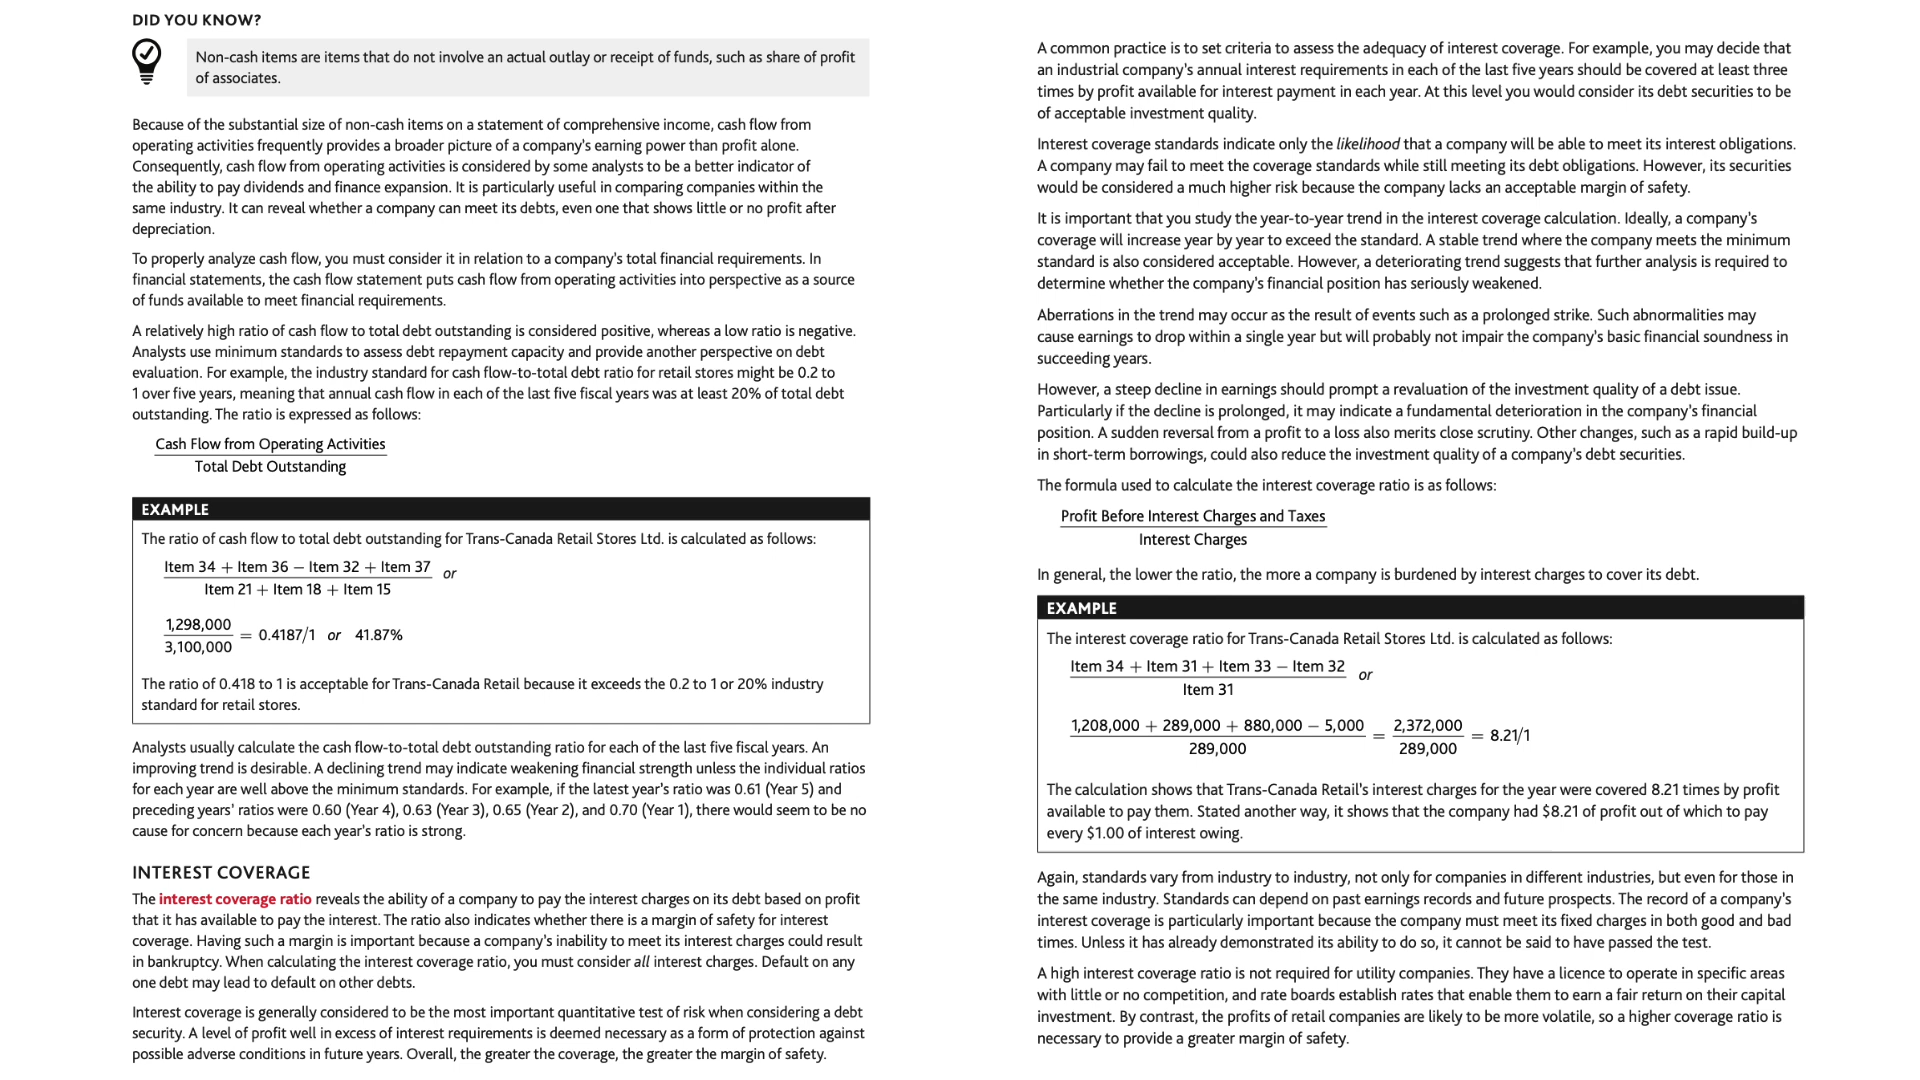 DID YOU KNOW?
Non-cash items are items that do not involve an actual outlay or receipt of funds, such as share of profit
of associates.
Because of the substantial size of non-cash items on a statement of comprehensive income, cash flow from
operating activities frequently provides a broader picture of a company's earning power than profit alone.
Consequently, cash flow from operating activities is considered by some analysts to be a better indicator of
the ability to pay dividends and finance expansion. It is particularly useful in comparing companies within the
same industry. It can reveal whether a company can meet its debts, even one that shows little or no profit after
depreciation.
To properly analyze cash flow, you must consider it in relation to a company's total financial requirements. In
financial statements, the cash flow statement puts cash flow from operating activities into perspective as a source
of funds available to meet financial requirements.
A relatively high ratio of cash flow to total debt outstanding is considered positive, whereas a low ratio is negative.
Analysts use minimum standards to assess debt repayment capacity and provide another perspective on debt
evaluation. For example, the industry standard for cash flow-to-total debt ratio for retail stores might be 0.2 to
1 over five years, meaning that annual cash flow in each of the last five fiscal years was at least 20% of total debt
outstanding. The ratio is expressed as follows:
Cash Flow from Operating Activities
Total Debt Outstanding
EXAMPLE
The ratio of cash flow to total debt outstanding for Trans-Canada Retail Stores Ltd. is calculated as follows:
Item 34 + Item 36 − Item 32 + Item 37 or
Item 21 + Item 18 + Item 15
1,298,000
3,100,000 = 0.4187/1 or 41.87%
The ratio of 0.418 to 1 is acceptable for Trans-Canada Retail because it exceeds the 0.2 to 1 or 20% industry
standard for retail stores.
Analysts usually calculate the cash flow-to-total debt outstanding ratio for each of the last five fiscal years. An
improving trend is desirable. A declining trend may indicate weakening financial strength unless the individual ratios
for each year are well above the minimum standards. For example, if the latest year's ratio was 0.61 (Year 5) and
preceding years' ratios were 0.60 (Year 4), 0.63 (Year 3), 0.65 (Year 2), and 0.70 (Year 1), there would seem to be no
cause for concern because each year's ratio is strong.
INTEREST COVERAGE
The interest coverage ratio reveals the ability of a company to pay the interest charges on its debt based on profit
that it has available to pay the interest. The ratio also indicates whether there is a margin of safety for interest
coverage. Having such a margin is important because a company's inability to meet its interest charges could result
in bankruptcy. When calculating the interest coverage ratio, you must consider all interest charges. Default on any
one debt may lead to default on other debts.
Interest coverage is generally considered to be the most important quantitative test of risk when considering a debt
security. A level of profit well in excess of interest requirements is deemed necessary as a form of protection against
possible adverse conditions in future years. Overall, the greater the coverage, the greater the margin of safety.
A common practice is to set criteria to assess the adequacy of interest coverage. For example, you may decide that
an industrial company's annual interest requirements in each of the last five years should be covered at least three
times by profit available for interest payment in each year. At this level you would consider its debt securities to be
of acceptable investment quality.
Interest coverage standards indicate only the likelihood that a company will be able to meet its interest obligations.
A company may fail to meet the coverage standards while still meeting its debt obligations. However, its securities
would be considered a much higher risk because the company lacks an acceptable margin of safety.
It is important that you study the year-to-year trend in the interest coverage calculation. Ideally, a company's
coverage will increase year by year to exceed the standard. A stable trend where the company meets the minimum
standard is also considered acceptable. However, a deteriorating trend suggests that further analysis is required to
determine whether the company's financial position has seriously weakened.
Aberrations in the trend may occur as the result of events such as a prolonged strike. Such abnormalities may
cause earnings to drop within a single year but will probably not impair the company's basic financial soundness in
succeeding years.
However, a steep decline in earnings should prompt a revaluation of the investment quality of a debt issue.
Particularly if the decline is prolonged, it may indicate a fundamental deterioration in the company's financial
position. A sudden reversal from a profit to a loss also merits close scrutiny. Other changes, such as a rapid build-up
in short-term borrowings, could also reduce the investment quality of a company's debt securities.
The formula used to calculate the interest coverage ratio is as follows:
Profit Before Interest Charges and Taxes
Interest Charges
In general, the lower the ratio, the more a company is burdened by interest charges to cover its debt.
EXAMPLE
The interest coverage ratio for Trans-Canada Retail Stores Ltd. is calculated as follows:
Item 34 + Item 31 + Item 33 − Item 32 or
Item 31
1,208,000 + 289,000 + 880,000 − 5,000 = 2,372,000 = 8.21/1
289,000 289,000
The calculation shows that Trans-Canada Retail's interest charges for the year were covered 8.21 times by profit
available to pay them. Stated another way, it shows that the company had $8.21 of profit out of which to pay
every $1.00 of interest owing.
Again, standards vary from industry to industry, not only for companies in different industries, but even for those in
the same industry. Standards can depend on past earnings records and future prospects. The record of a company's
interest coverage is particularly important because the company must meet its fixed charges in both good and bad
times. Unless it has already demonstrated its ability to do so, it cannot be said to have passed the test.
A high interest coverage ratio is not required for utility companies. They have a licence to operate in specific areas
with little or no competition, and rate boards establish rates that enable them to earn a fair return on their capital
investment. By contrast, the profits of retail companies are likely to be more volatile, so a higher coverage ratio is
necessary to provide a greater margin of safety.